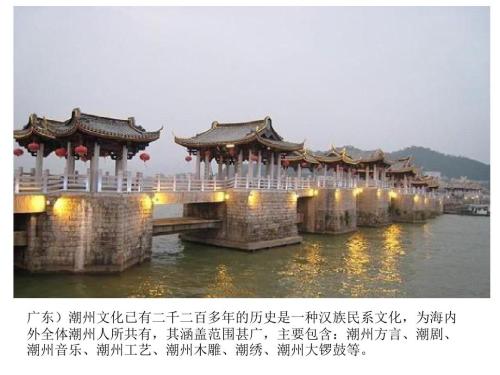 广东）潮州文化已有二千二百多年的历史是一种汉族民系文化，为海内
外全体潮州人所共有，其涵盖范围甚广，主要包含：潮州方言、潮剧、
潮州音乐、潮州工艺、潮州木雕、潮绣、潮州大锣鼓等。